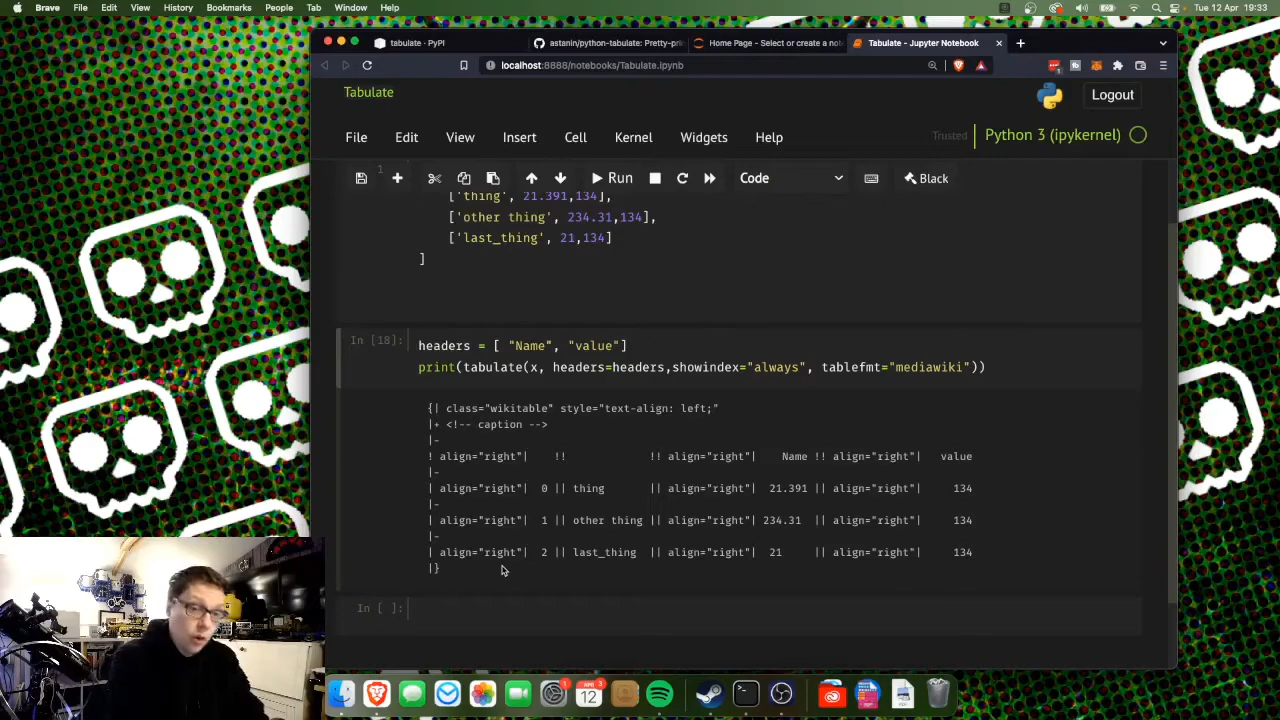 Brave File Edit View History Bookmarks People Tab Window Help Tue 12 Apr 19:33
tabulate · PyPI
astanin/python-tabulate: Pretty-pri
Home Page - Select or create a not
Tabulate - Jupyter Notebook
localhost:8888/notebooks/Tabulate.ipynb
Tabulate
Logout
File Edit View Insert Cell Kernel Widgets Help
Trusted
Python 3 (ipykernel)
1
Run
Code
Black
['thing', 21.391,134],
['other thing', 234.31,134],
['last_thing', 21,134]
]
In [18]:
headers = [ "Name", "value"]
print(tabulate(x, headers=headers,showindex="always", tablefmt="mediawiki"))
{| class="wikitable" style="text-align: left;"
|+ <!-- caption -->
|-
! align="right"| !! !! align="right"| Name !! align="right"| value
|-
| align="right"| 0 || thing || align="right"| 21.391 || align="right"| 134
|-
| align="right"| 1 || other thing || align="right"| 234.31 || align="right"| 134
|-
| align="right"| 2 || last_thing || align="right"| 21 || align="right"| 134
|}
In [ ]:
APR 3
12
1